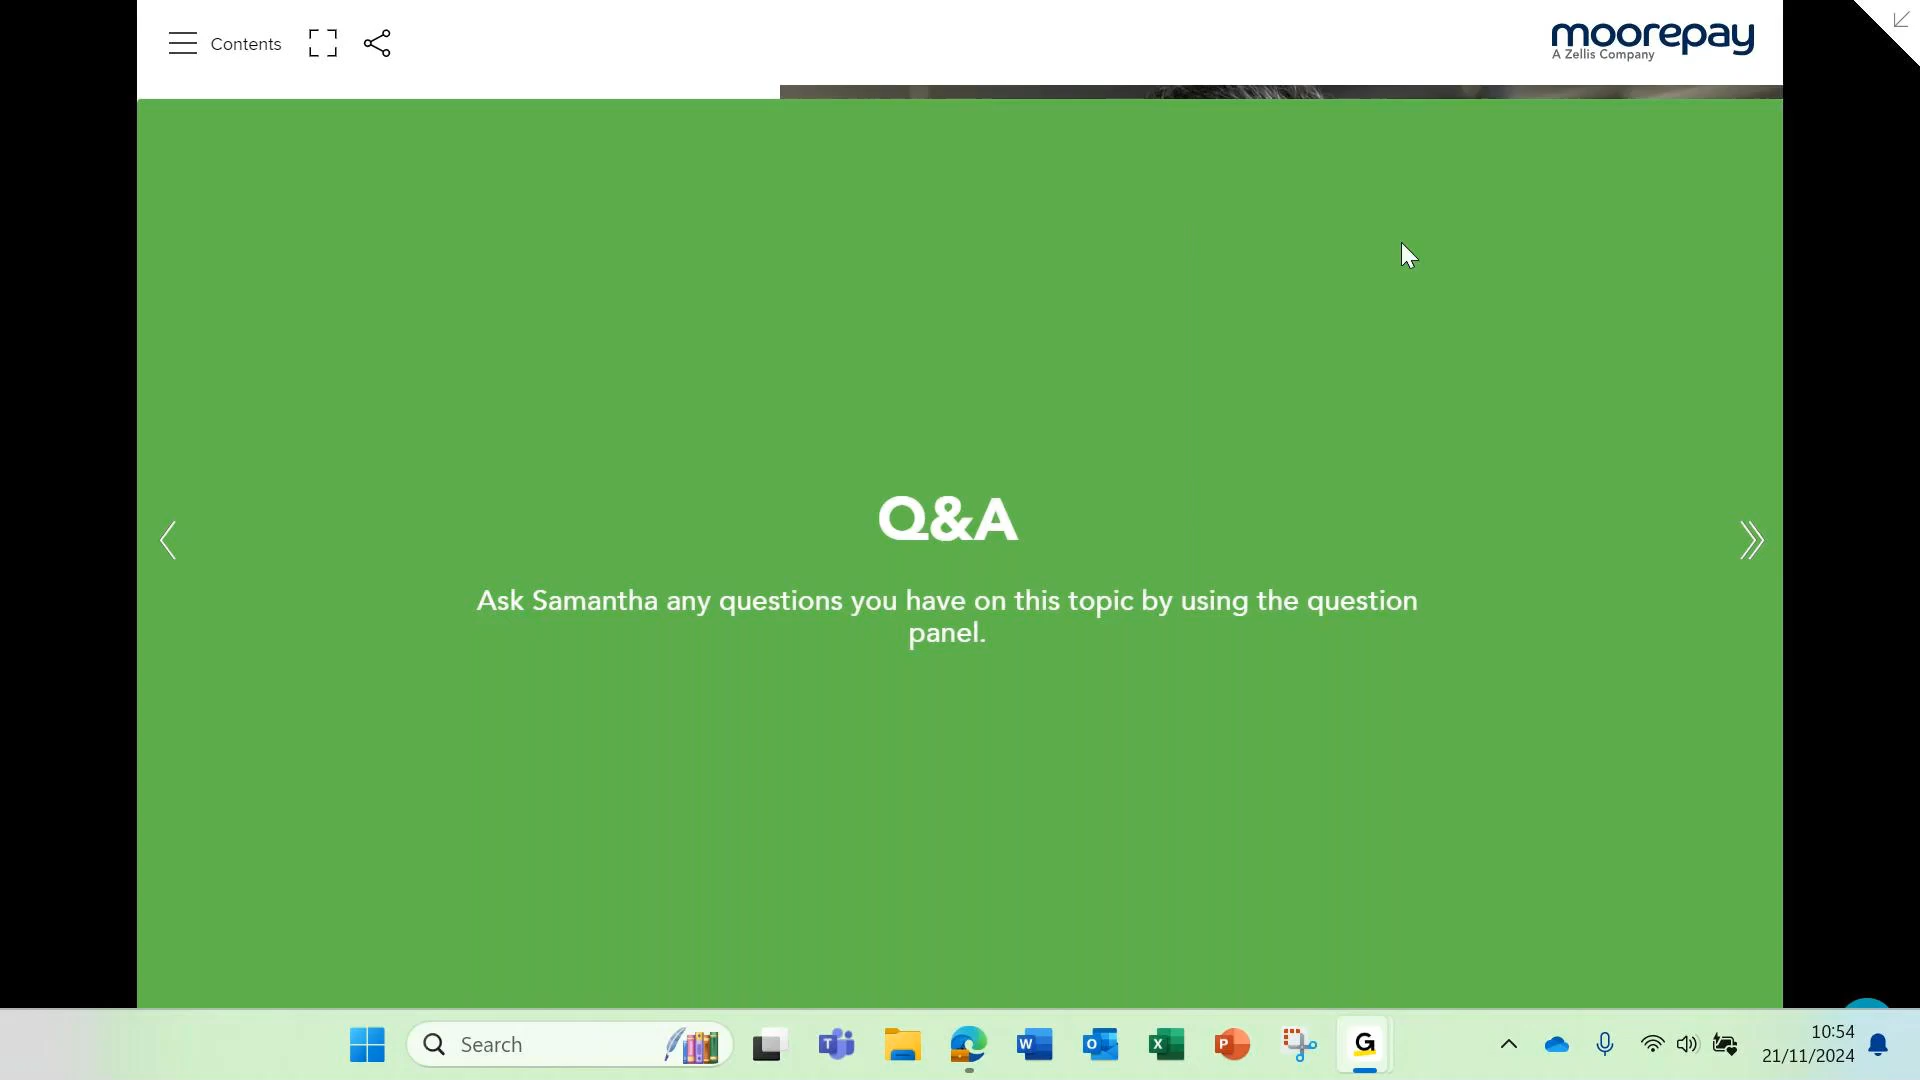 Contents
moorepay
A Zellis Company
Q&A
Ask Samantha any questions you have on this topic by using the question
panel.
Search
T
W
O
X
P
G
10:54
21/11/2024